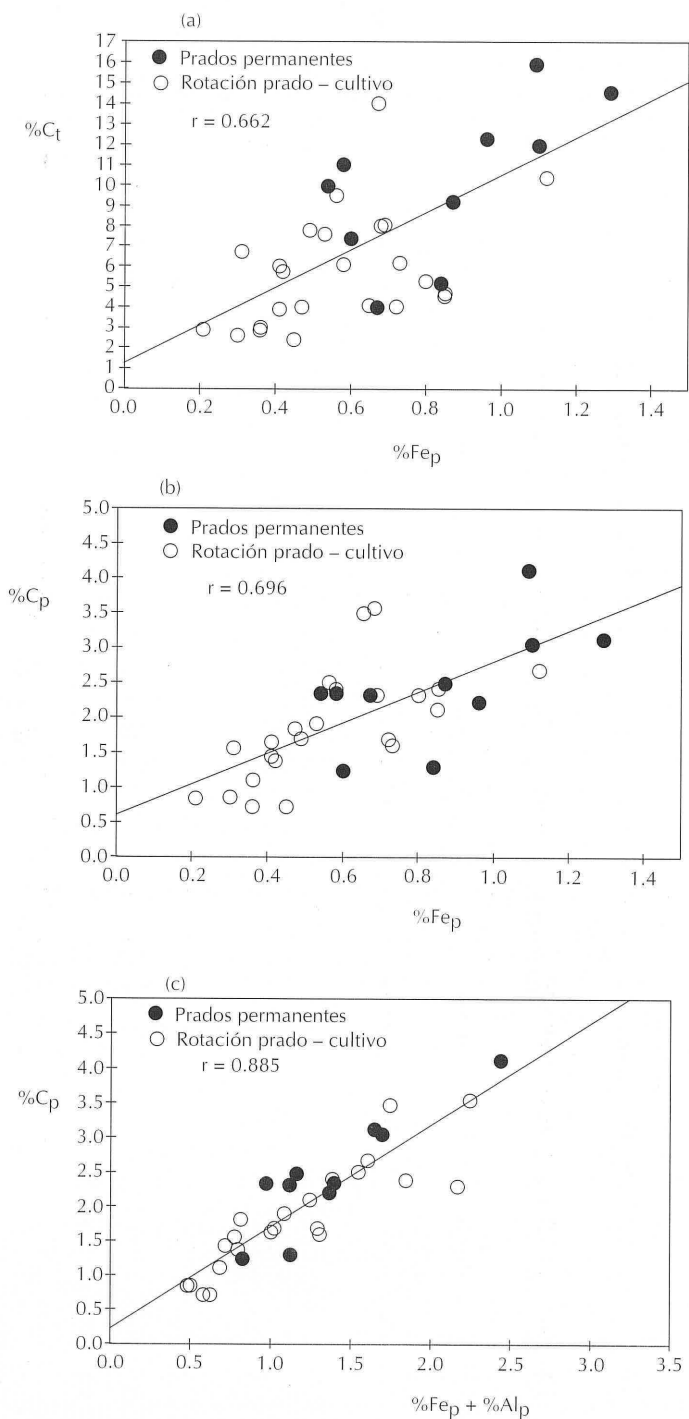 (a)
17
16
15
14
13
12
11
10
9
8
7
6
5
4
3
2
1
0
%Ct
Prados permanentes
Rotación prado – cultivo
r = 0.662
0.0 0.2 0.4 0.6 0.8 1.0 1.2 1.4
%Fep
(b)
5.0
4.5
4.0
3.5
3.0
2.5
2.0
1.5
1.0
0.5
0.0
%Cp
Prados permanentes
Rotación prado – cultivo
r = 0.696
0.0 0.2 0.4 0.6 0.8 1.0 1.2 1.4
%Fep
(c)
5.0
4.5
4.0
3.5
3.0
2.5
2.0
1.5
1.0
0.5
0.0
%Cp
Prados permanentes
Rotación prado – cultivo
r = 0.885
0.0 0.5 1.0 1.5 2.0 2.5 3.0 3.5
%Fep + %Alp